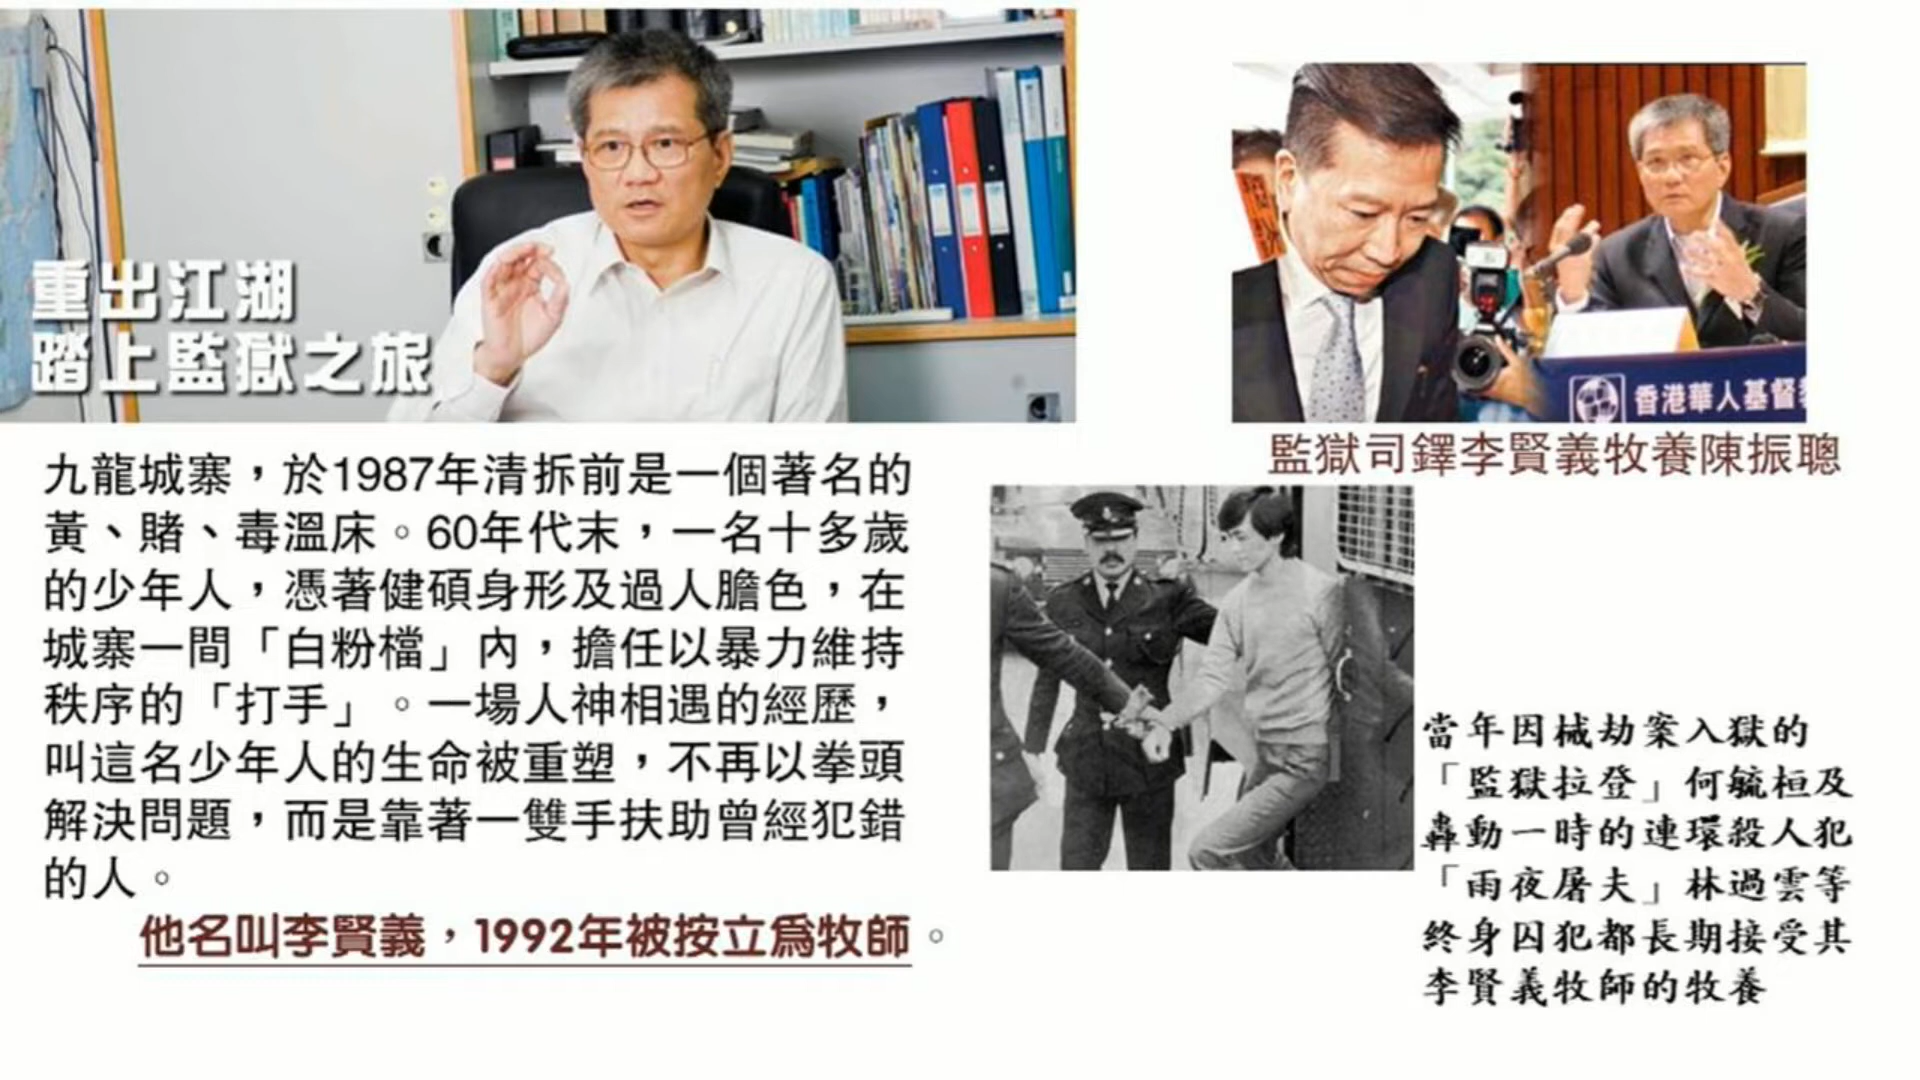 重出江湖
踏上監獄之旅
香港華人基督
監獄司鐸李賢義牧養陳振聰
九龍城寨，於1987年清拆前是一個著名的
黃、賭、毒溫床。60年代末，一名十多歲
的少年人，憑著健碩身形及過人膽色，在
城寨一間「白粉檔」內，擔任以暴力維持
秩序的「打手」。一場人神相遇的經歷，
叫這名少年人的生命被重塑，不再以拳頭
解決問題，而是靠著一雙手扶助曾經犯錯
的人。
他名叫李賢義，1992年被按立為牧師。
當年因械劫案入獄的
「監獄拉登」何毓桓及
轟動一時的連環殺人犯
「雨夜屠夫」林過雲等
終身囚犯都長期接受其
李賢義牧師的牧養